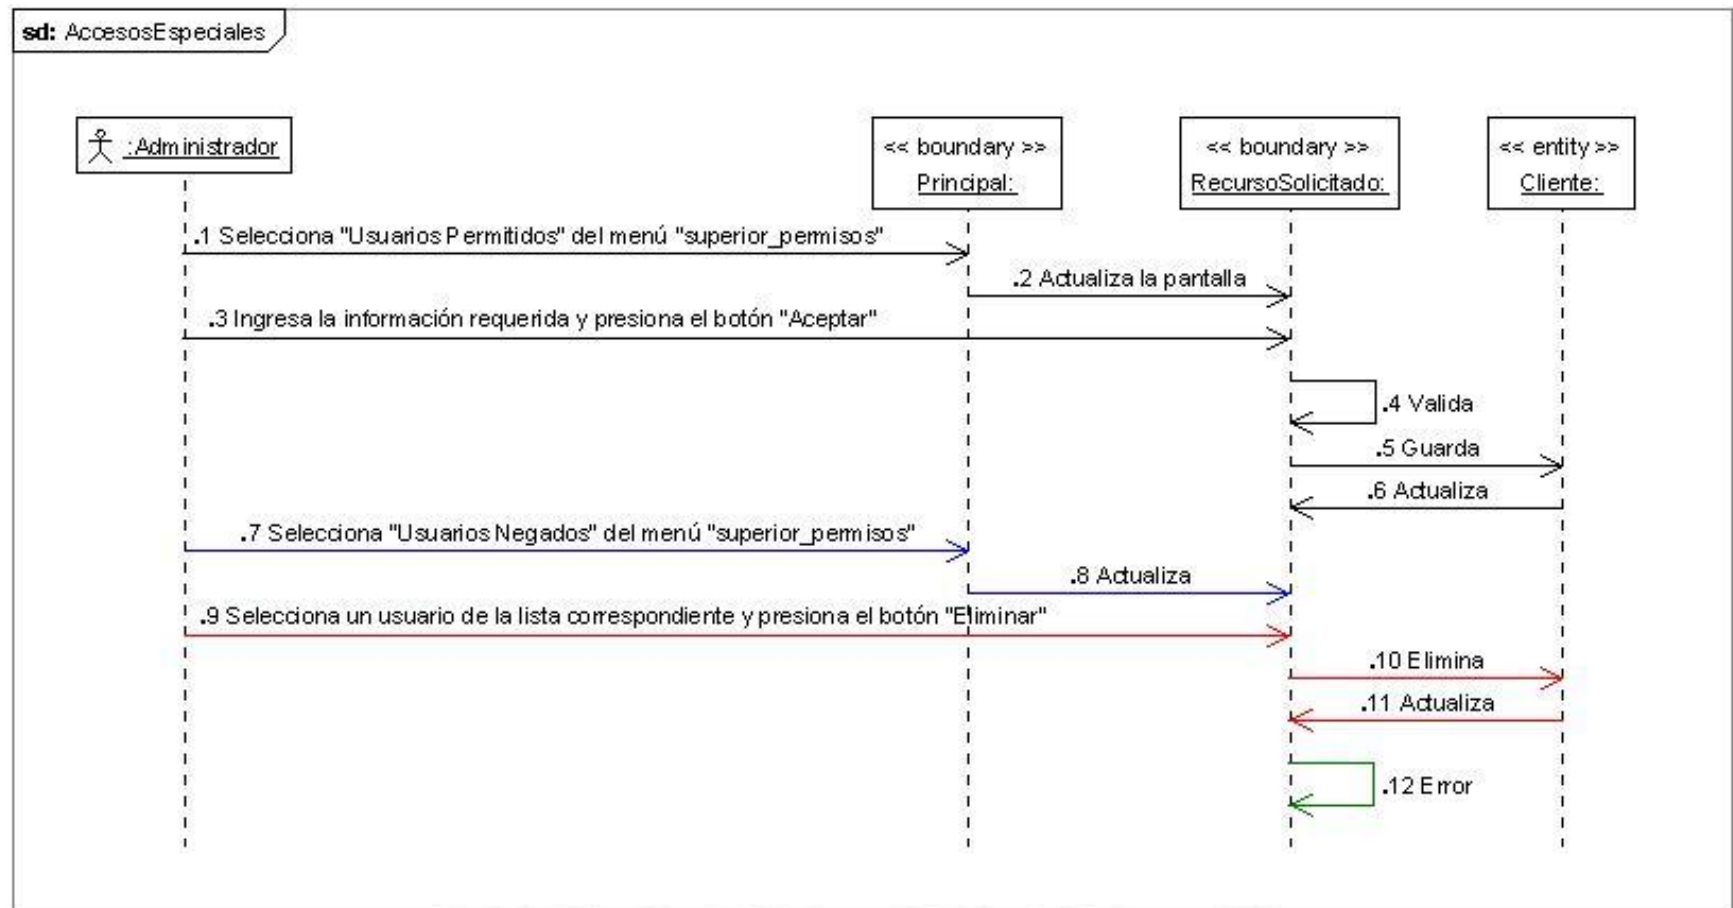 sd: AccesosEspeciales
:Administrador
<< boundary >>
Principal:
<< boundary >>
RecursoSolicitado:
<< entity >>
Cliente:
.1 Selecciona "Usuarios Permitidos" del menú "superior_permisos"
.2 Actualiza la pantalla
.3 Ingresa la información requerida y presiona el botón "Aceptar"
.4 Valida
.5 Guarda
.6 Actualiza
.7 Selecciona "Usuarios Negados" del menú "superior_permisos"
.8 Actualiza
.9 Selecciona un usuario de la lista correspondiente y presiona el botón "Eliminar"
.10 Elimina
.11 Actualiza
.12 Error